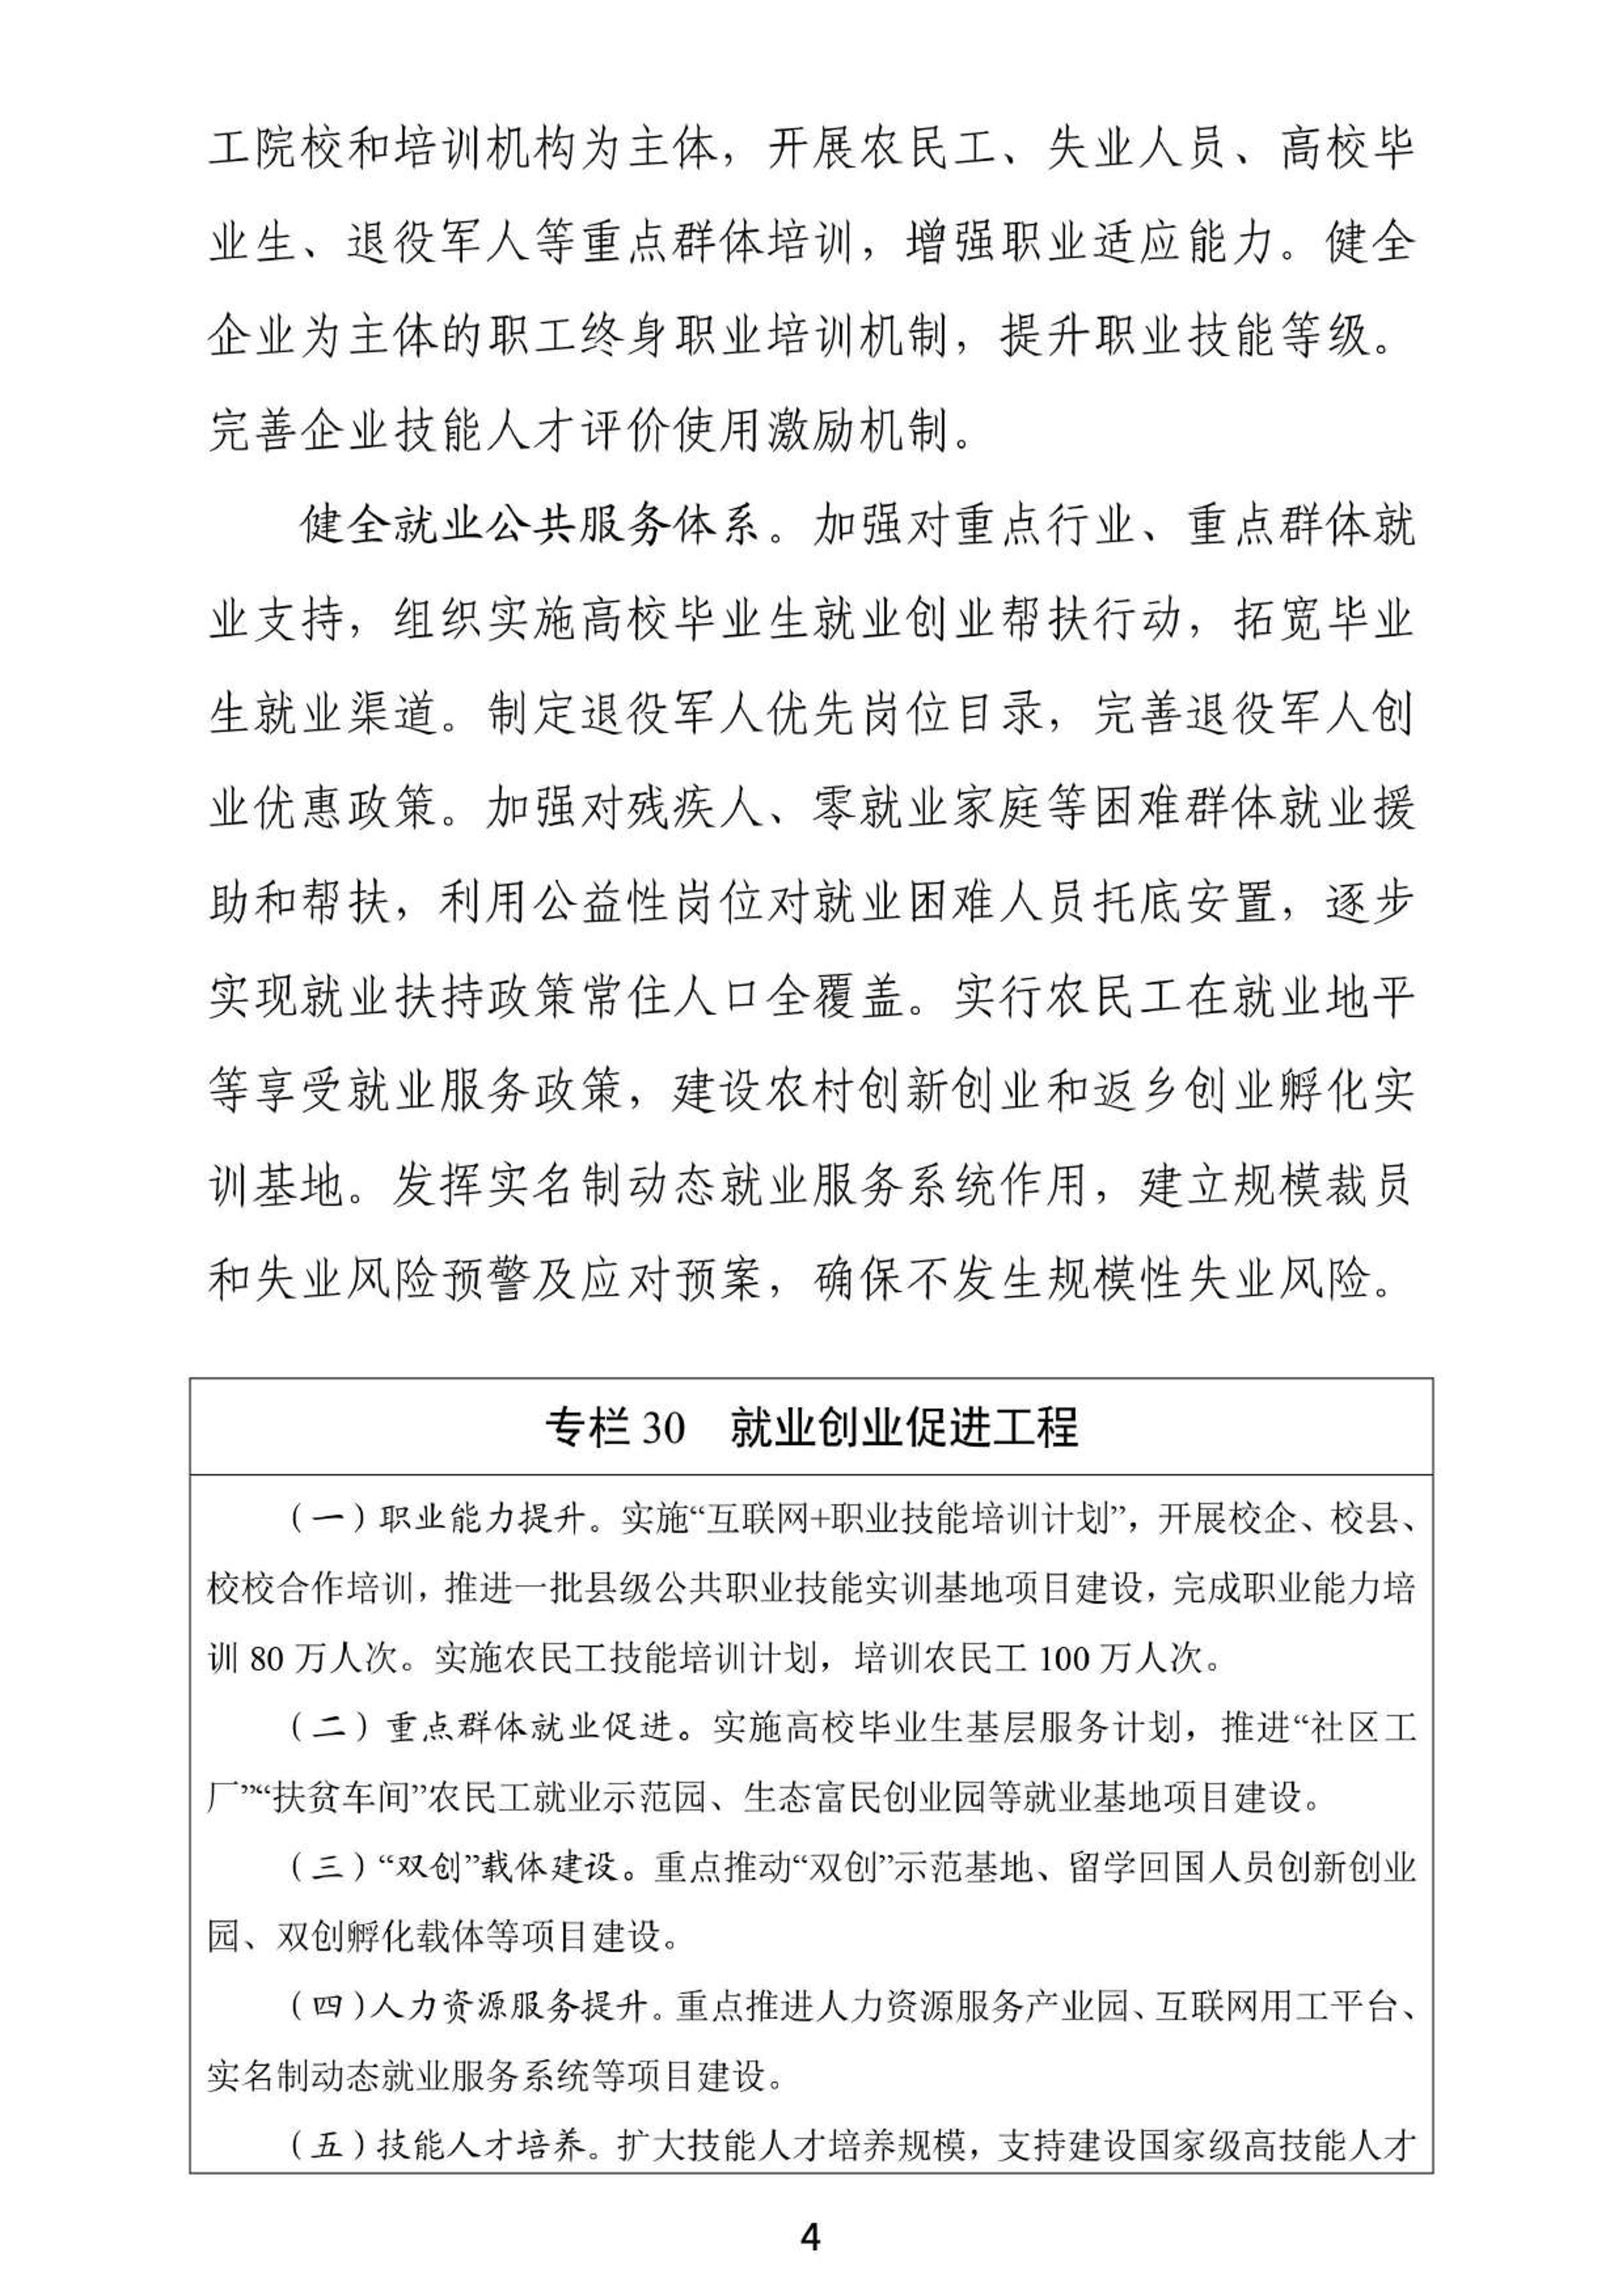 工院校和培训机构为主体，开展农民工、失业人员、高校毕
业生、退役军人等重点群体培训，增强职业适应能力。健全
企业为主体的职工终身职业培训机制，提升职业技能等级。
完善企业技能人才评价使用激励机制。
健全就业公共服务体系。加强对重点行业、重点群体就
业支持，组织实施高校毕业生就业创业帮扶行动，拓宽毕业
生就业渠道。制定退役军人优先岗位目录，完善退役军人创
业优惠政策。加强对残疾人、零就业家庭等困难群体就业援
助和帮扶，利用公益性岗位对就业困难人员托底安置，逐步
实现就业扶持政策常住人口全覆盖。实行农民工在就业地平
等享受就业服务政策，建设农村创新创业和返乡创业孵化实
训基地。发挥实名制动态就业服务系统作用，建立规模裁员
和失业风险预警及应对预案，确保不发生规模性失业风险。
专栏 30　就业创业促进工程
（一）职业能力提升。实施“互联网+职业技能培训计划”，开展校企、校县、
校校合作培训，推进一批县级公共职业技能实训基地项目建设，完成职业能力培
训 80 万人次。实施农民工技能培训计划，培训农民工 100 万人次。
（二）重点群体就业促进。实施高校毕业生基层服务计划，推进“社区工
厂”“扶贫车间”农民工就业示范园、生态富民创业园等就业基地项目建设。
（三）“双创”载体建设。重点推动“双创”示范基地、留学回国人员创新创业
园、双创孵化载体等项目建设。
（四）人力资源服务提升。重点推进人力资源服务产业园、互联网用工平台、
实名制动态就业服务系统等项目建设。
（五）技能人才培养。扩大技能人才培养规模，支持建设国家级高技能人才
4